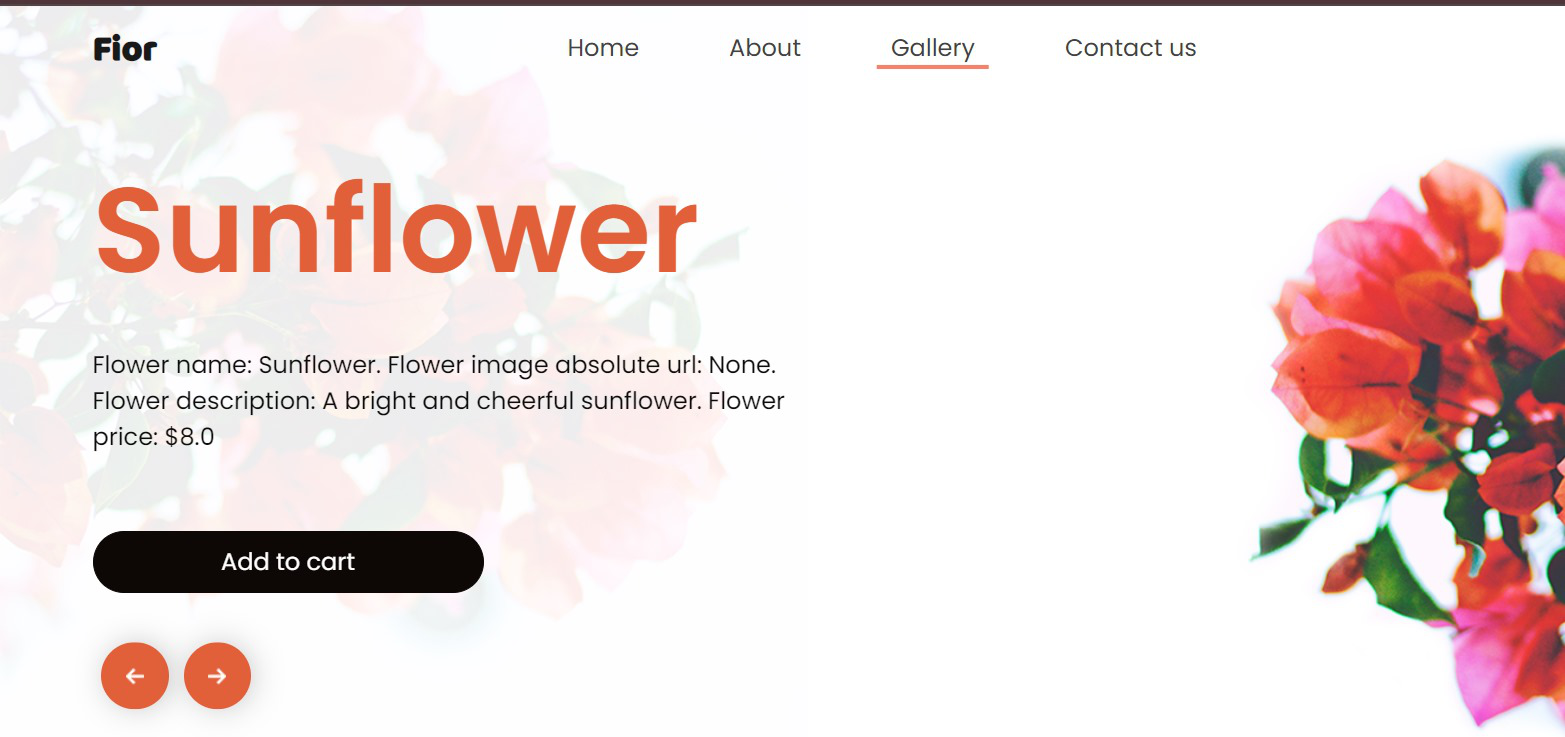 Fior
Home About Gallery Contact us
Sunflower
Flower name: Sunflower. Flower image absolute url: None.
Flower description: A bright and cheerful sunflower. Flower
price: $8.0
Add to cart